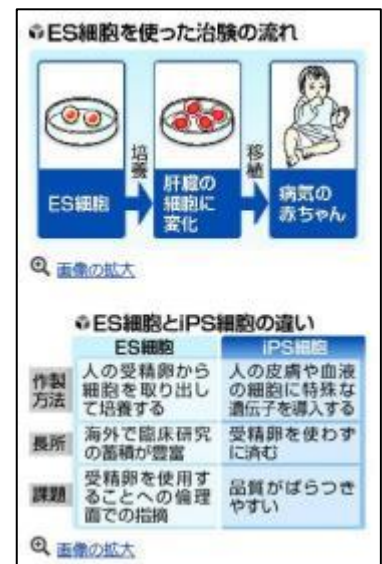 ES細胞を使った治験の流れ
ES細胞
培養
肝臓の
細胞に
変化
移植
病気の
赤ちゃん
画像の拡大
ES細胞とiPS細胞の違い
ES細胞
iPS細胞
作製
方法
人の受精卵から
細胞を取り出し
て培養する
人の皮膚や血液
の細胞に特殊な
遺伝子を導入する
長所
海外で臨床研究
の蓄積が豊富
受精卵を使わず
に済む
課題
受精卵を使用す
ることへの倫理
面での指摘
品質がばらつき
やすい
画像の拡大